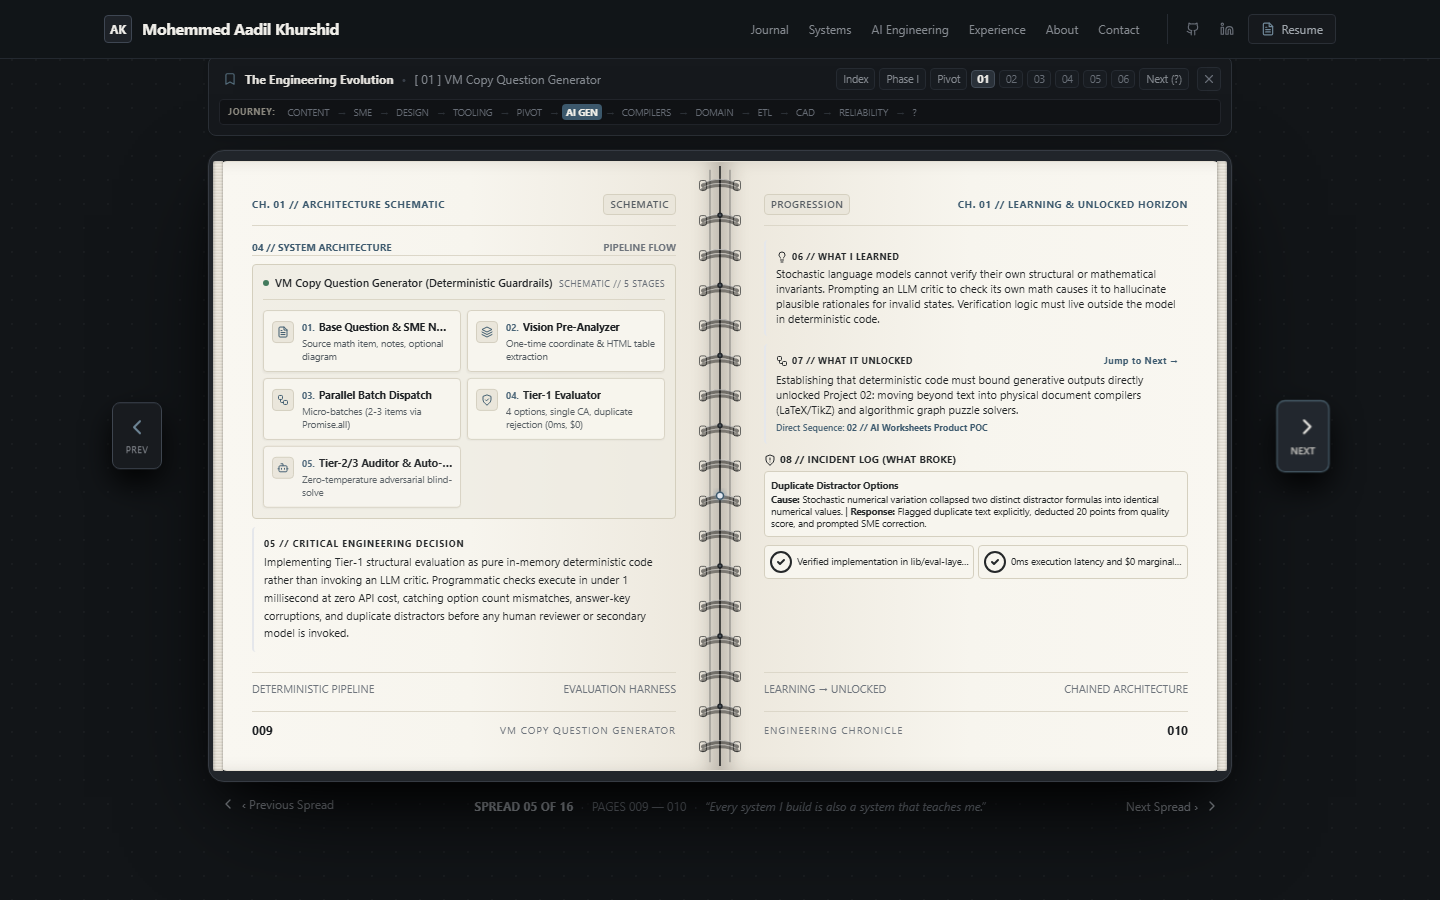 AK Mohemmed Aadil Khurshid
Journal Systems AI Engineering Experience About Contact Resume
The Engineering Evolution • [ 01 ] VM Copy Question Generator
Index Phase I Pivot 01 02 03 04 05 06 Next (?) ✕
JOURNEY: CONTENT → SME → DESIGN → TOOLING → PIVOT → AI GEN → COMPILERS → DOMAIN → ETL → CAD → RELIABILITY → ?
CH. 01 // ARCHITECTURE SCHEMATIC
SCHEMATIC
04 // SYSTEM ARCHITECTURE
PIPELINE FLOW
VM Copy Question Generator (Deterministic Guardrails)
SCHEMATIC // 5 STAGES
01. Base Question & SME N...
Source math item, notes, optional
diagram
02. Vision Pre-Analyzer
One-time coordinate & HTML table
extraction
03. Parallel Batch Dispatch
Micro-batches (2-3 items via
Promise.all)
04. Tier-1 Evaluator
4 options, single CA, duplicate
rejection (0ms, $0)
05. Tier-2/3 Auditor & Auto-...
Zero-temperature adversarial blind-
solve
05 // CRITICAL ENGINEERING DECISION
Implementing Tier-1 structural evaluation as pure in-memory deterministic code
rather than invoking an LLM critic. Programmatic checks execute in under 1
millisecond at zero API cost, catching option count mismatches, answer-key
corruptions, and duplicate distractors before any human reviewer or secondary
model is invoked.
DETERMINISTIC PIPELINE
EVALUATION HARNESS
009
VM COPY QUESTION GENERATOR
PROGRESSION
CH. 01 // LEARNING & UNLOCKED HORIZON
06 // WHAT I LEARNED
Stochastic language models cannot verify their own structural or mathematical
invariants. Prompting an LLM critic to check its own math causes it to hallucinate
plausible rationales for invalid states. Verification logic must live outside the model
in deterministic code.
07 // WHAT IT UNLOCKED
Jump to Next →
Establishing that deterministic code must bound generative outputs directly
unlocked Project 02: moving beyond text into physical document compilers
(LaTeX/TikZ) and algorithmic graph puzzle solvers.
Direct Sequence: 02 // AI Worksheets Product POC
08 // INCIDENT LOG (WHAT BROKE)
Duplicate Distractor Options
Cause: Stochastic numerical variation collapsed two distinct distractor formulas into identical
numerical values. | Response: Flagged duplicate text explicitly, deducted 20 points from quality
score, and prompted SME correction.
Verified implementation in lib/eval-laye...
0ms execution latency and $0 marginal...
LEARNING → UNLOCKED
CHAINED ARCHITECTURE
ENGINEERING CHRONICLE
010
PREV
NEXT
‹ Previous Spread
SPREAD 05 OF 16 PAGES 009 — 010 "Every system I build is also a system that teaches me."
Next Spread ›